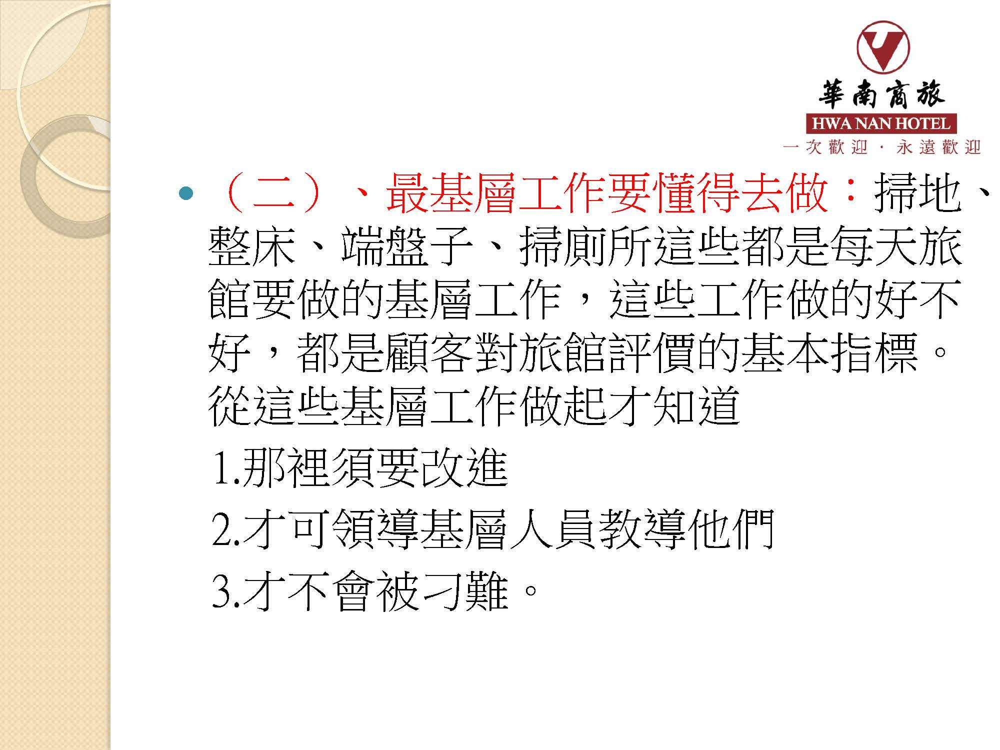 華南商旅
HWA NAN HOTEL
一次歡迎．永遠歡迎
（二）、最基層工作要懂得去做：掃地、
整床、端盤子、掃廁所這些都是每天旅
館要做的基層工作，這些工作做的好不
好，都是顧客對旅館評價的基本指標。
從這些基層工作做起才知道
1.那裡須要改進
2.才可領導基層人員教導他們
3.才不會被刁難。